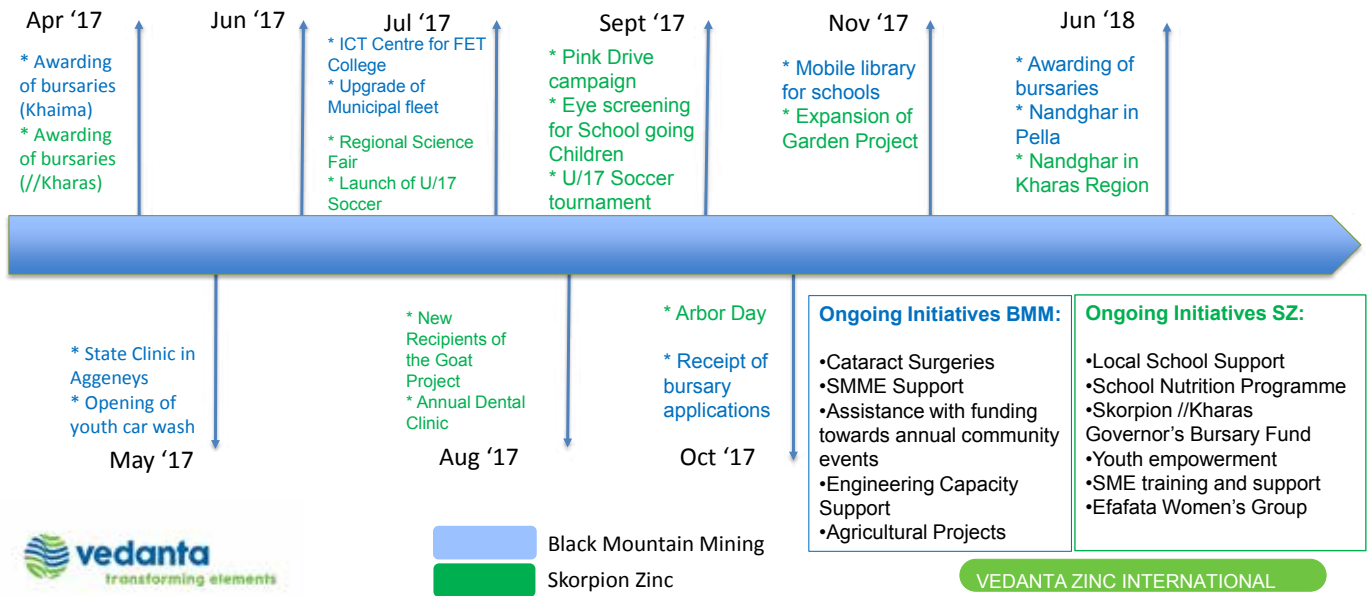 Apr ‘17
* Awarding
of bursaries
(Khaima)
* Awarding
of bursaries
(//Kharas)
Jun ‘17
Jul ‘17
* ICT Centre for FET
College
* Upgrade of
Municipal fleet
* Regional Science
Fair
* Launch of U/17
Soccer
Sept ‘17
* Pink Drive
campaign
* Eye screening
for School going
Children
* U/17 Soccer
tournament
Nov ‘17
* Mobile library
for schools
* Expansion of
Garden Project
Jun ‘18
* Awarding of
bursaries
* Nandghar in
Pella
* Nandghar in
Kharas Region
* State Clinic in
Aggeneys
* Opening of
youth car wash
May ‘17
* New
Recipients of
the Goat
Project
* Annual Dental
Clinic
Aug ‘17
* Arbor Day
* Receipt of
bursary
applications
Oct ‘17
Ongoing Initiatives BMM:
•Cataract Surgeries
•SMME Support
•Assistance with funding
towards annual community
events
•Engineering Capacity
Support
•Agricultural Projects
Ongoing Initiatives SZ:
•Local School Support
•School Nutrition Programme
•Skorpion //Kharas
Governor’s Bursary Fund
•Youth empowerment
•SME training and support
•Efafata Women’s Group
vedanta
transforming elements
Black Mountain Mining
Skorpion Zinc
VEDANTA ZINC INTERNATIONAL